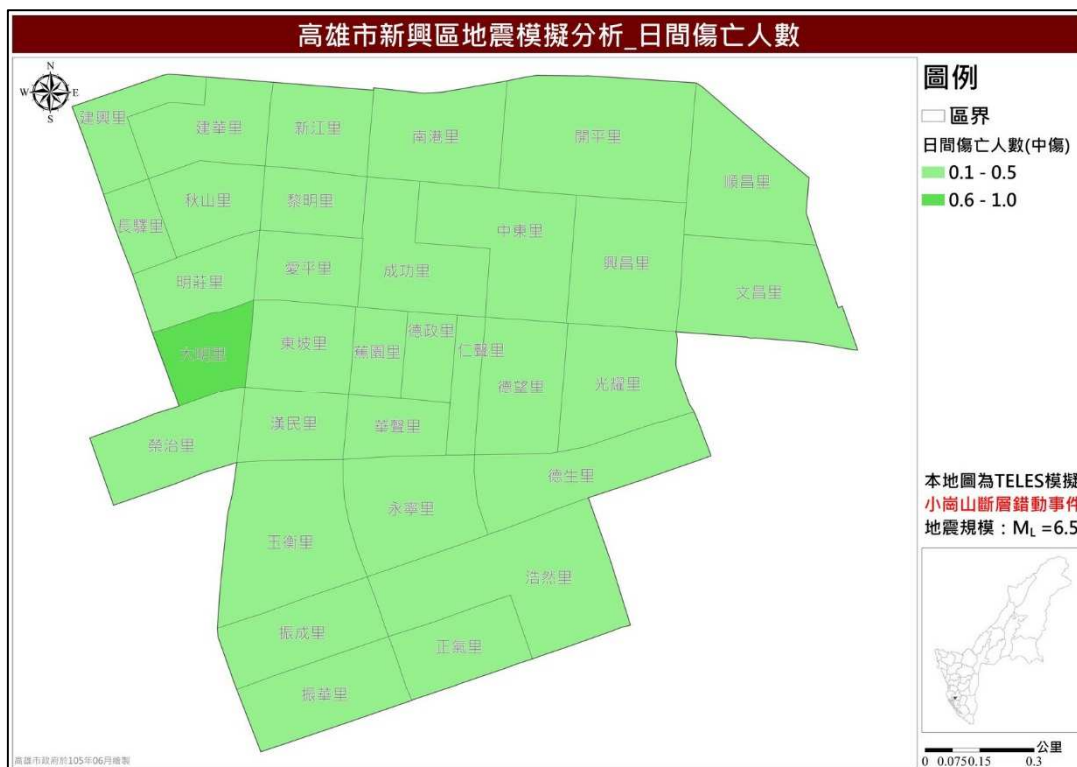 高雄市新興區地震模擬分析_日間傷亡人數
N
W
E
S
圖例
區界
日間傷亡人數(中傷)
0.1 - 0.5
0.6 - 1.0
建興里
建華里
新江里
南港里
開平里
順昌里
秋山里
黎明里
長驛里
中東里
明莊里
愛平里
成功里
興昌里
文昌里
大明里
東坡里
蕉園里
德政里
仁聲里
德望里
光耀里
榮治里
漢民里
華聲里
德生里
永寧里
玉衡里
浩然里
振成里
正氣里
振華里
本地圖為TELES模擬
小崗山斷層錯動事件
地震規模：ML =6.5
公里
0 0.075 0.15 0.3
高雄市政府於105年06月繪製